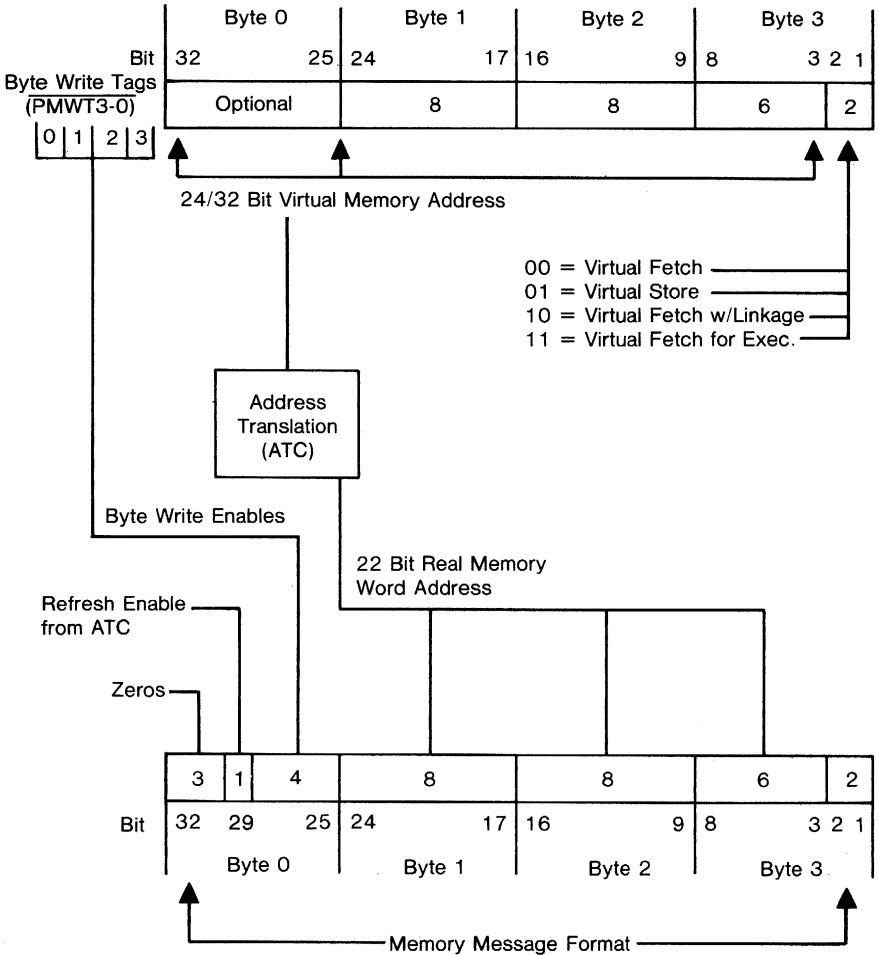 Byte 0 Byte 1 Byte 2 Byte 3
Bit 32 25 24 17 16 9 8 3 2 1
Byte Write Tags
(PMWT3-0)
Optional 8 8 6 2
0 1 2 3
24/32 Bit Virtual Memory Address
00 = Virtual Fetch
01 = Virtual Store
10 = Virtual Fetch w/Linkage
11 = Virtual Fetch for Exec.
Address
Translation
(ATC)
Byte Write Enables
22 Bit Real Memory
Word Address
Refresh Enable
from ATC
Zeros
3 1 4 8 8 6 2
Bit 32 29 25 24 17 16 9 8 3 2 1
Byte 0 Byte 1 Byte 2 Byte 3
Memory Message Format